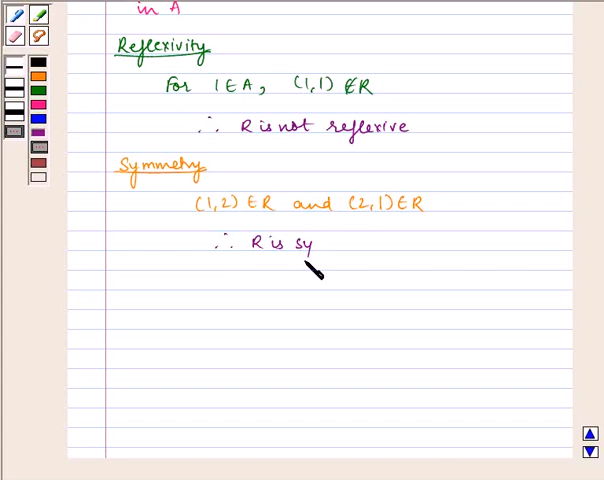 in A
Reflexivity
For 1 ∈ A, (1,1) ∉ R
∴ R is not reflexive
Symmetry
(1,2) ∈ R and (2,1) ∈ R
∴ R is sy